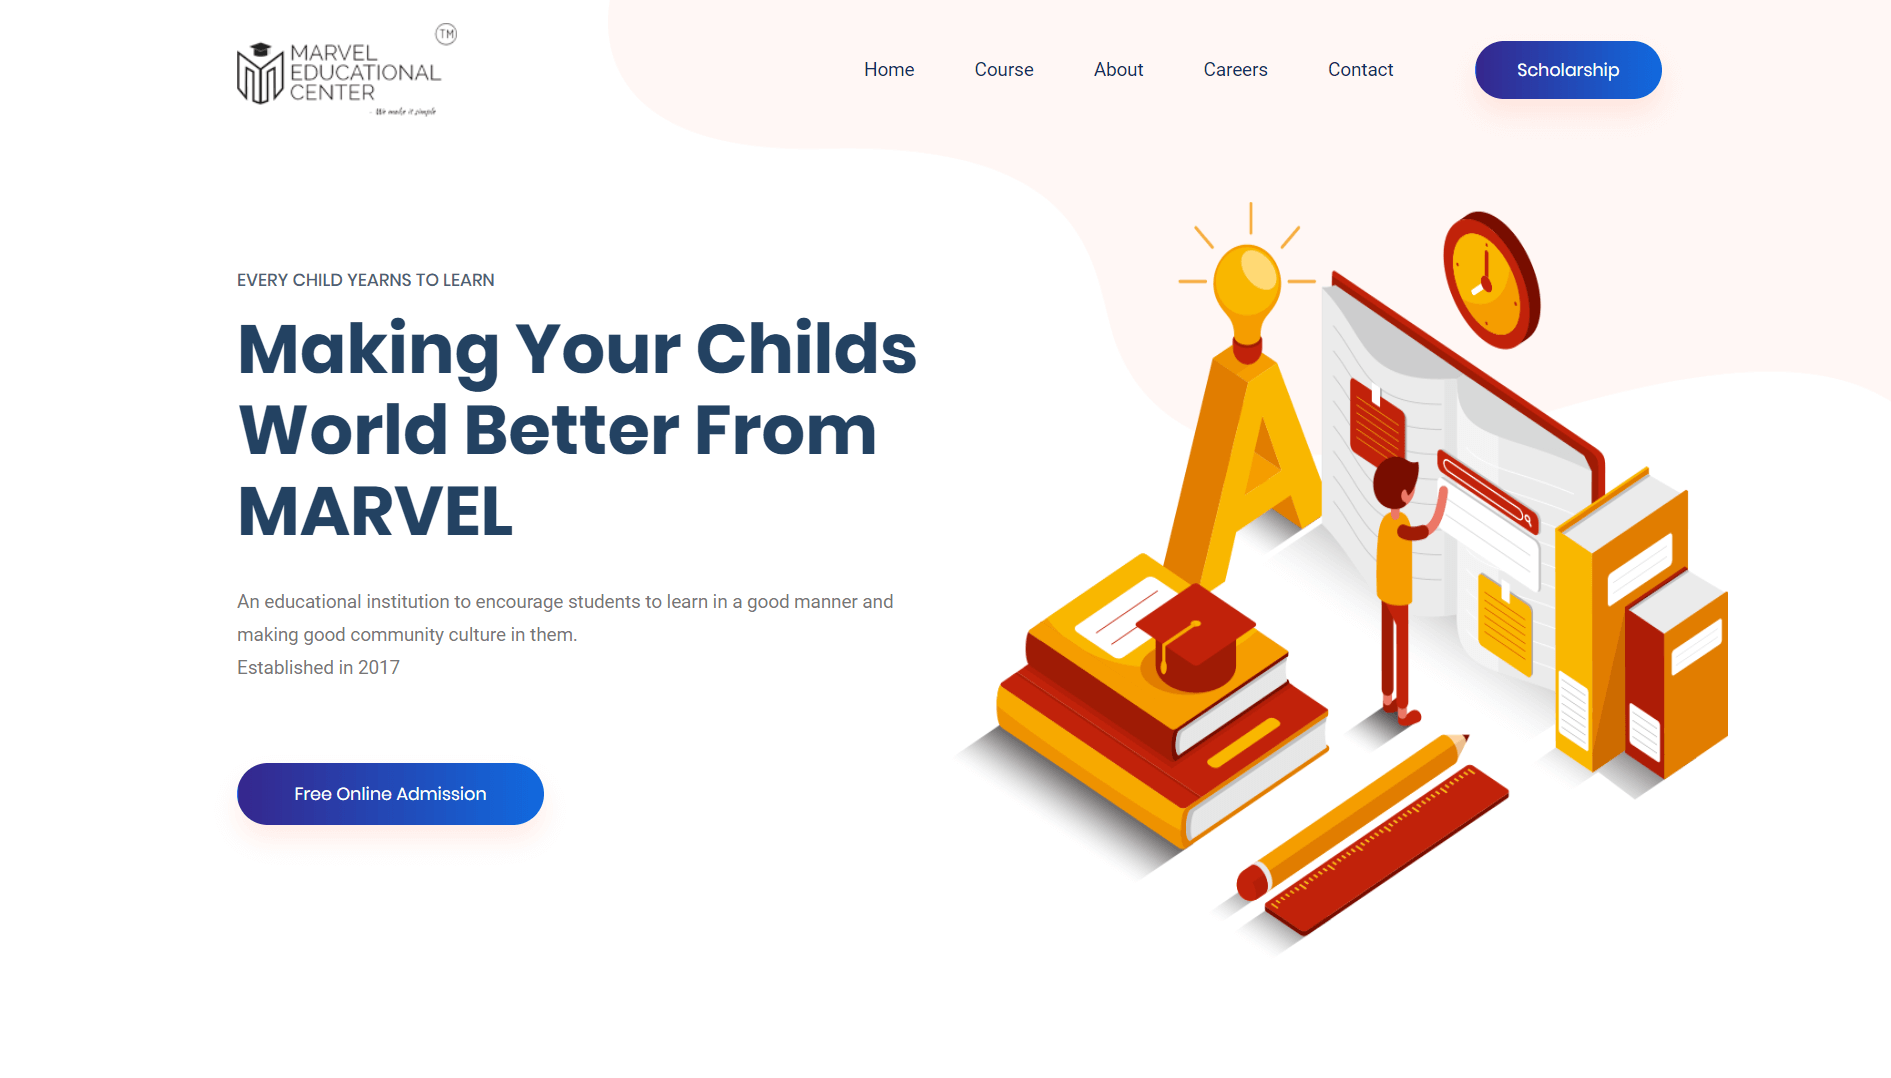 TM
MARVEL
EDUCATIONAL
CENTER
- We make it simple
Home
Course
About
Careers
Contact
Scholarship
EVERY CHILD YEARNS TO LEARN
Making Your Childs
World Better From
MARVEL
An educational institution to encourage students to learn in a good manner and
making good community culture in them.
Established in 2017
Free Online Admission
A